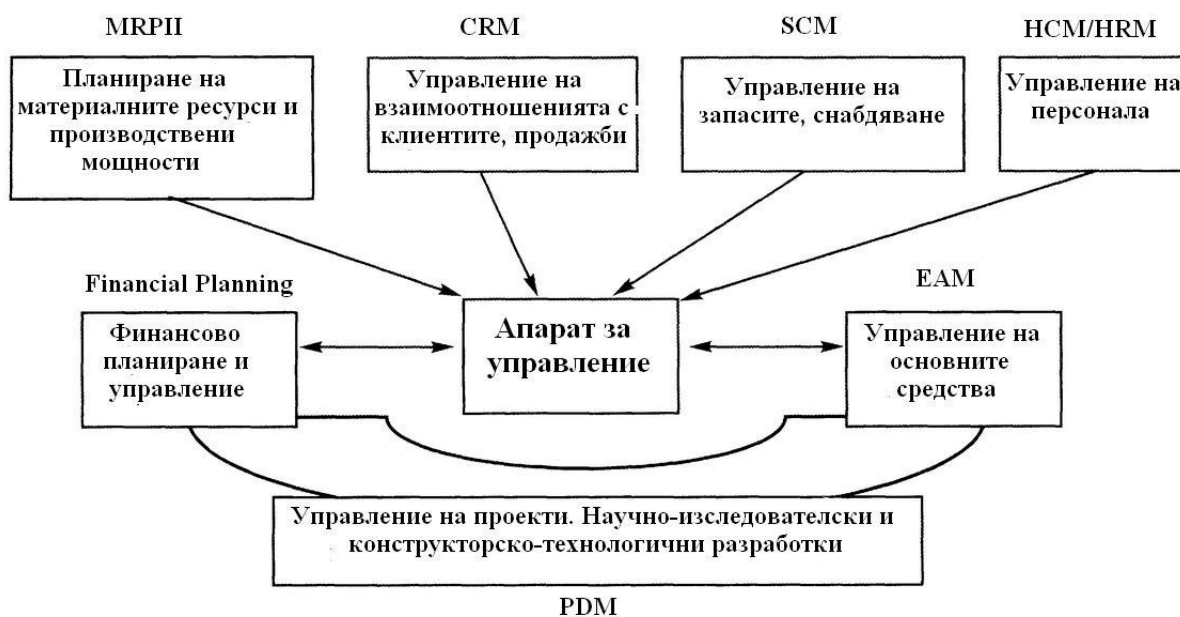 MRPII
CRM
SCM
HCM/HRM
Планиране на
материалните ресурси и
производствени
мощности
Управление на
взаимоотношенията с
клиентите, продажби
Управление на
запасите, снабдяване
Управление на
персонала
Financial Planning
EAM
Финансово
планиране и
управление
Апарат за
управление
Управление на
основните
средства
Управление на проекти. Научно-изследователски и
конструкторско-технологични разработки
PDM